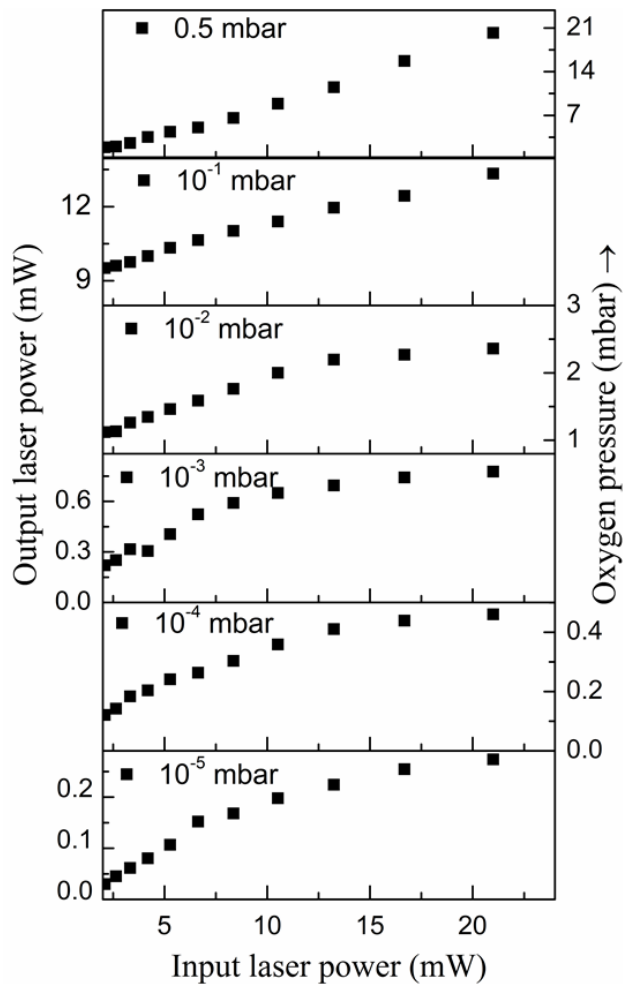 ■ 0.5 mbar
21
14
7
■ 10⁻¹ mbar
12
9
■ 10⁻² mbar
3
2
1
■ 10⁻³ mbar
0.6
0.3
0.0
■ 10⁻⁴ mbar
0.4
0.2
0.0
■ 10⁻⁵ mbar
0.2
0.1
0.0
5 10 15 20
Input laser power (mW)
Output laser power (mW)
Oxygen pressure (mbar) →